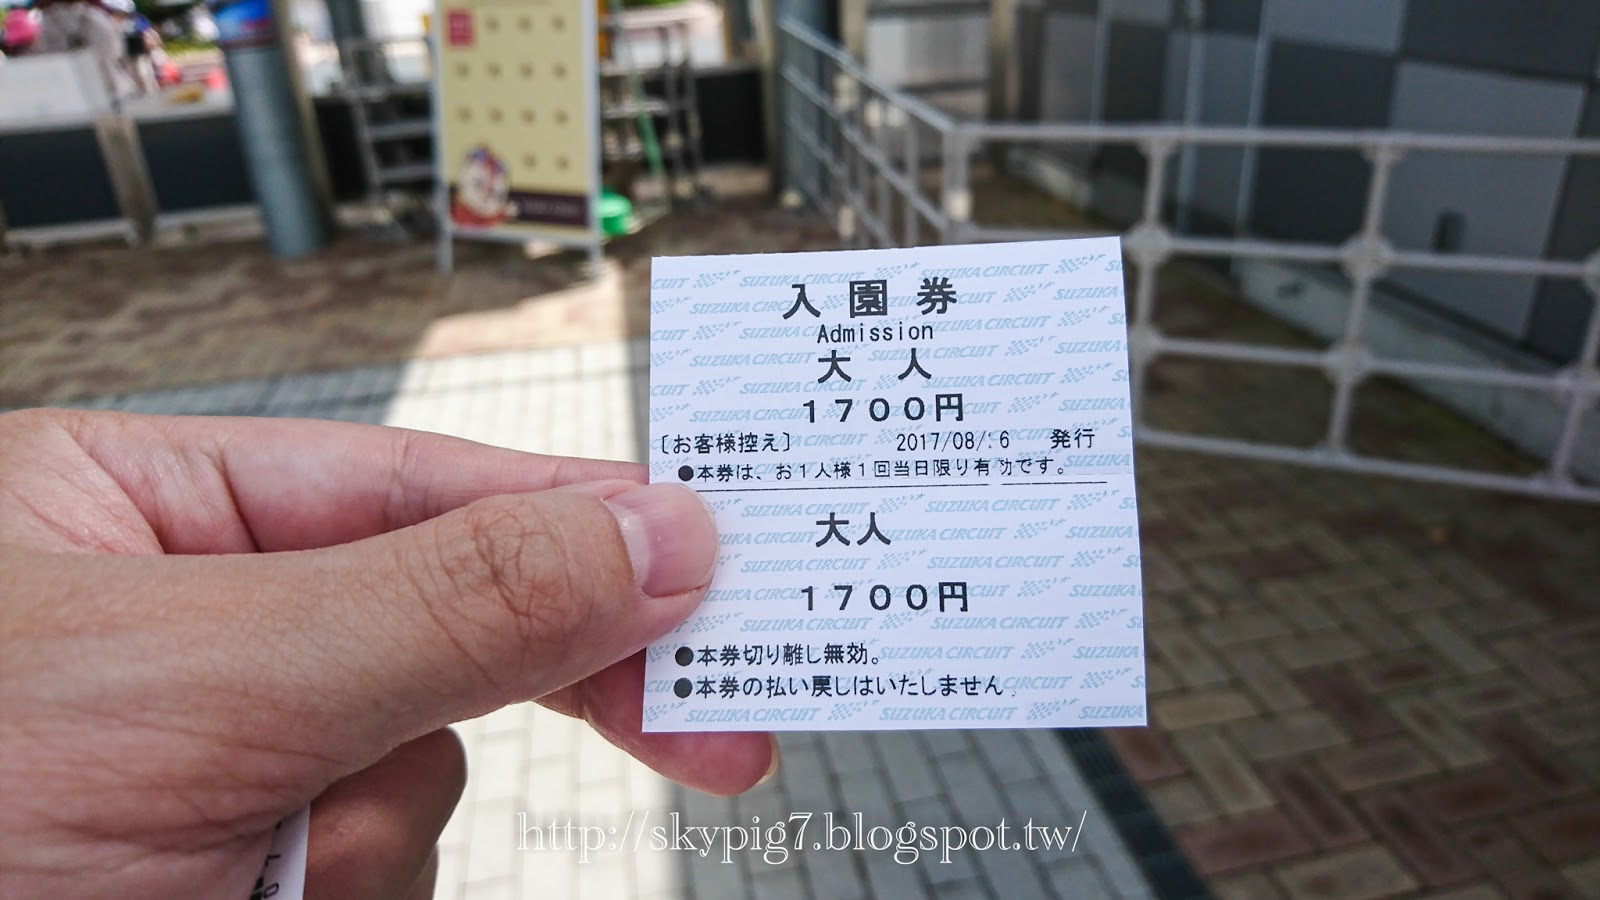 SUZUKA CIRCUIT
入園券
Admission
大人
1700円
[お客様控え] 2017/08/16 発行
●本券は、お1人様1回当日限り有効です。
大人
1700円
●本券切り離し無効。
●本券の払い戻しはいたしません。
http://skypig7.blogspot.tw/